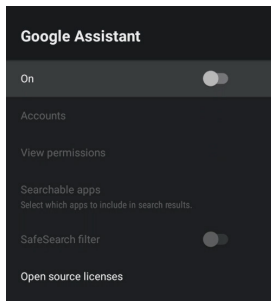 Google Assistant
On
Accounts
View permissions
Searchable apps
Select which apps to include in search results.
SafeSearch filter
Open source licenses